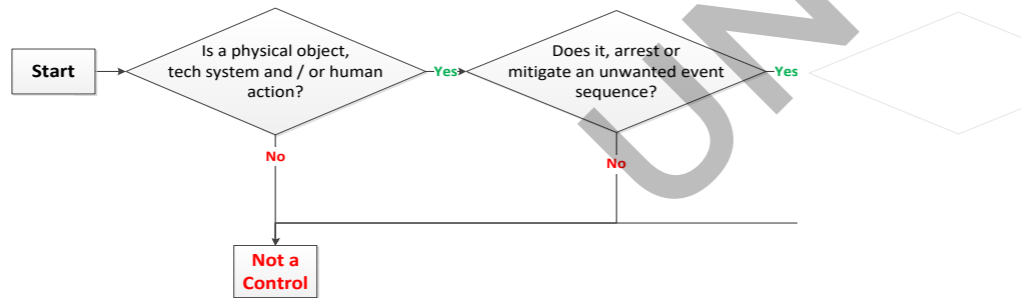 Start
Is a physical object,
tech system and / or human
action?
Yes
Does it, arrest or
mitigate an unwanted event
sequence?
Yes
No
No
Not a
Control
UN